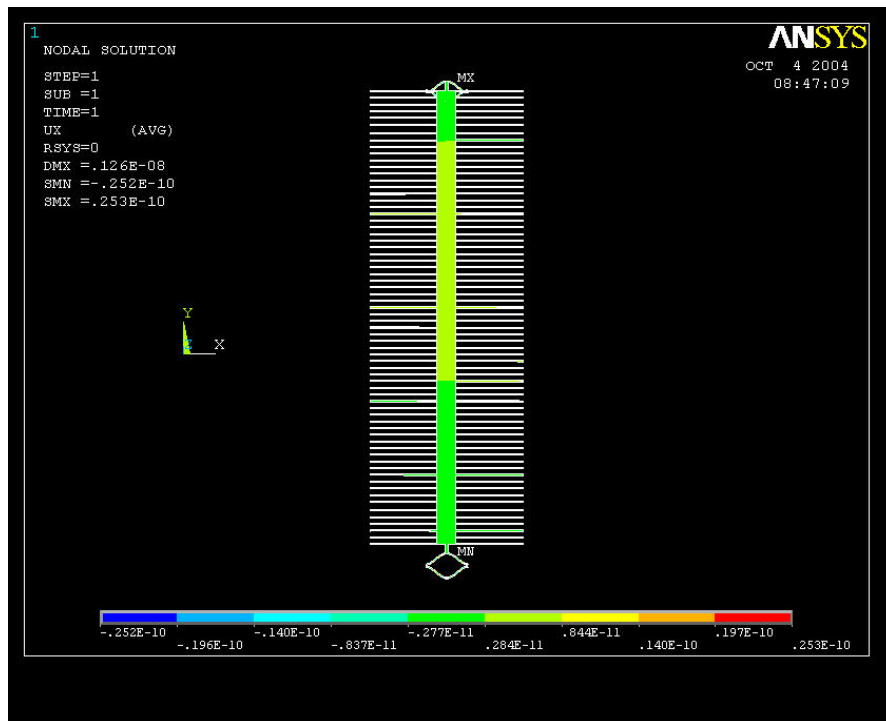 1
NODAL SOLUTION
STEP=1
SUB =1
TIME=1
UX (AVG)
RSYS=0
DMX =.126E-08
SMN =-.252E-10
SMX =.253E-10
ANSYS
OCT 4 2004
08:47:09
MX
Y
Z X
MN
-.252E-10 -.140E-10 -.277E-11 .844E-11 .197E-10
-.196E-10 -.837E-11 .284E-11 .140E-10 .253E-10